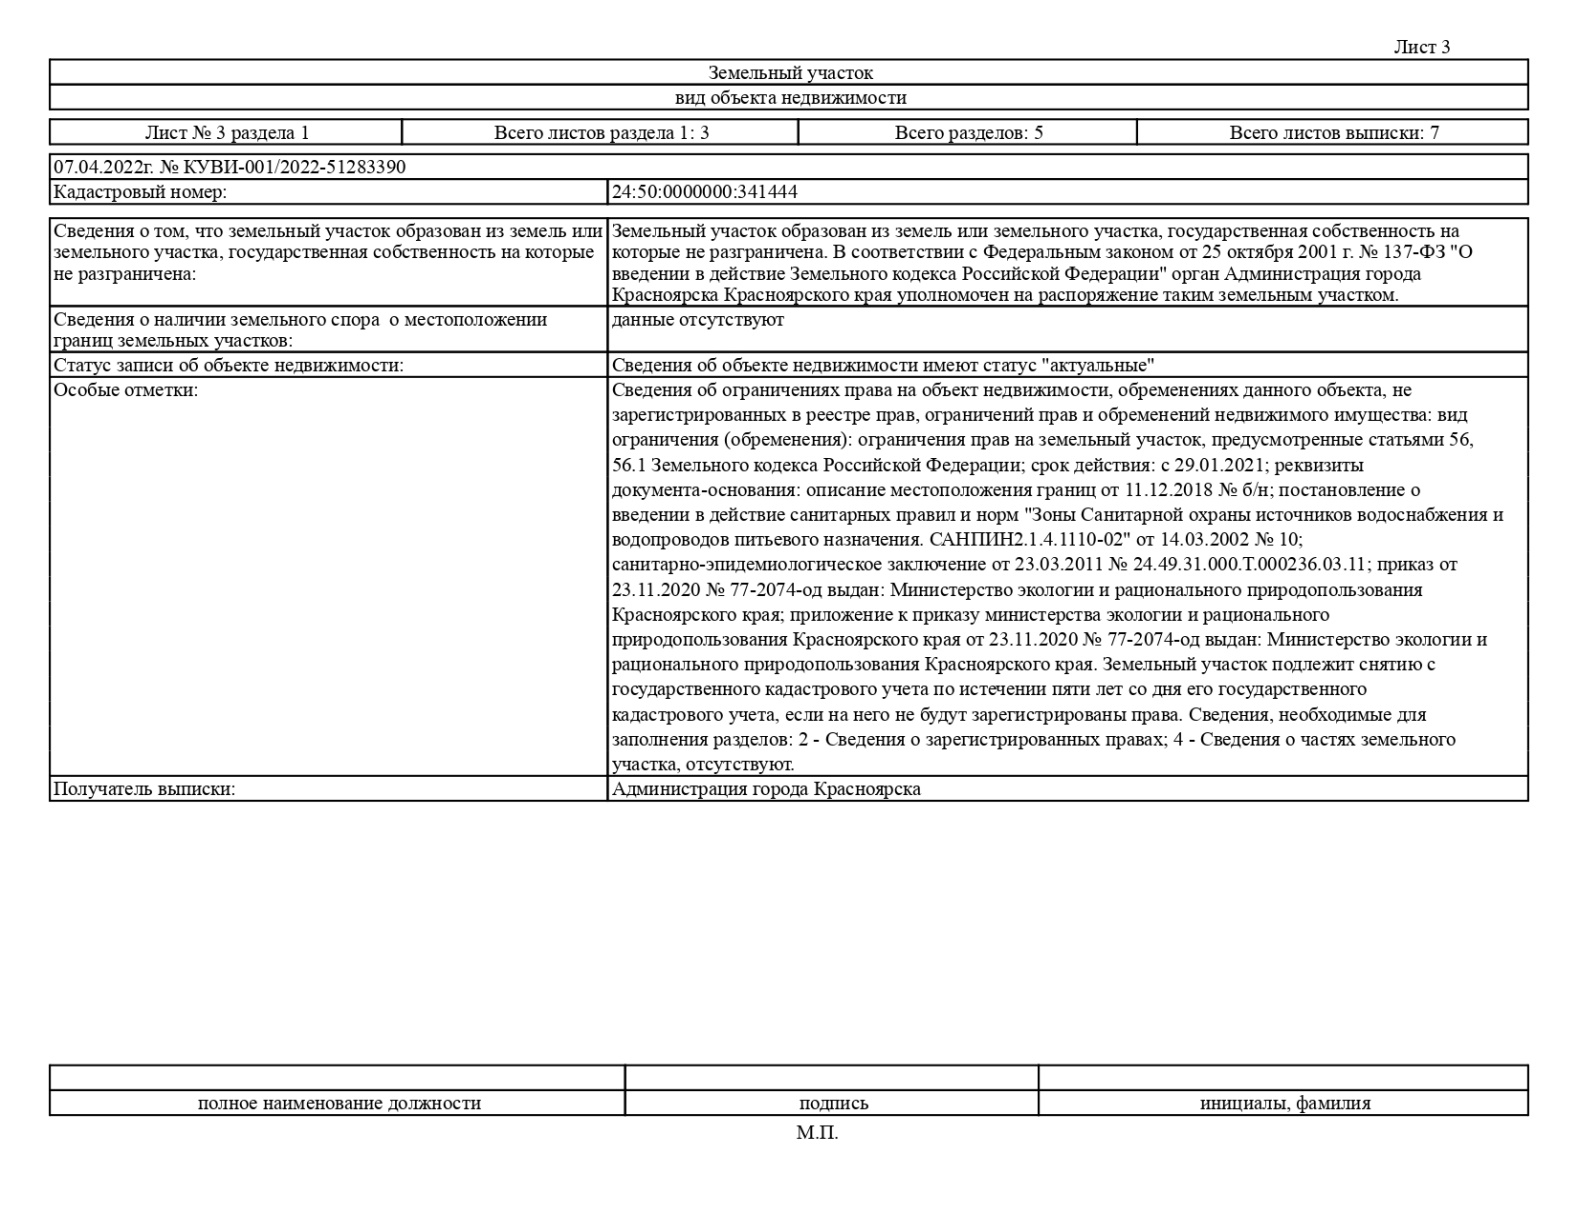 Лист 3
Земельный участок
вид объекта недвижимости
Лист № 3 раздела 1
Всего листов раздела 1: 3
Всего разделов: 5
Всего листов выписки: 7
07.04.2022г. № КУВИ-001/2022-51283390
Кадастровый номер:
24:50:0000000:341444
Сведения о том, что земельный участок образован из земель или
земельного участка, государственная собственность на которые
не разграничена:
Земельный участок образован из земель или земельного участка, государственная собственность на
которые не разграничена. В соответствии с Федеральным законом от 25 октября 2001 г. № 137-ФЗ "О
введении в действие Земельного кодекса Российской Федерации" орган Администрация города
Красноярска Красноярского края уполномочен на распоряжение таким земельным участком.
Сведения о наличии земельного спора  о местоположении
границ земельных участков:
данные отсутствуют
Статус записи об объекте недвижимости:
Сведения об объекте недвижимости имеют статус "актуальные"
Особые отметки:
Сведения об ограничениях права на объект недвижимости, обременениях данного объекта, не
зарегистрированных в реестре прав, ограничений прав и обременений недвижимого имущества: вид
ограничения (обременения): ограничения прав на земельный участок, предусмотренные статьями 56,
56.1 Земельного кодекса Российской Федерации; срок действия: с 29.01.2021; реквизиты
документа-основания: описание местоположения границ от 11.12.2018 № б/н; постановление о
введении в действие санитарных правил и норм "Зоны Санитарной охраны источников водоснабжения и
водопроводов питьевого назначения. САНПИН2.1.4.1110-02" от 14.03.2002 № 10;
санитарно-эпидемиологическое заключение от 23.03.2011 № 24.49.31.000.Т.000236.03.11; приказ от
23.11.2020 № 77-2074-од выдан: Министерство экологии и рационального природопользования
Красноярского края; приложение к приказу министерства экологии и рационального
природопользования Красноярского края от 23.11.2020 № 77-2074-од выдан: Министерство экологии и
рационального природопользования Красноярского края. Земельный участок подлежит снятию с
государственного кадастрового учета по истечении пяти лет со дня его государственного
кадастрового учета, если на него не будут зарегистрированы права. Сведения, необходимые для
заполнения разделов: 2 - Сведения о зарегистрированных правах; 4 - Сведения о частях земельного
участка, отсутствуют.
Получатель выписки:
Администрация города Красноярска
полное наименование должности
подпись
инициалы, фамилия
М.П.